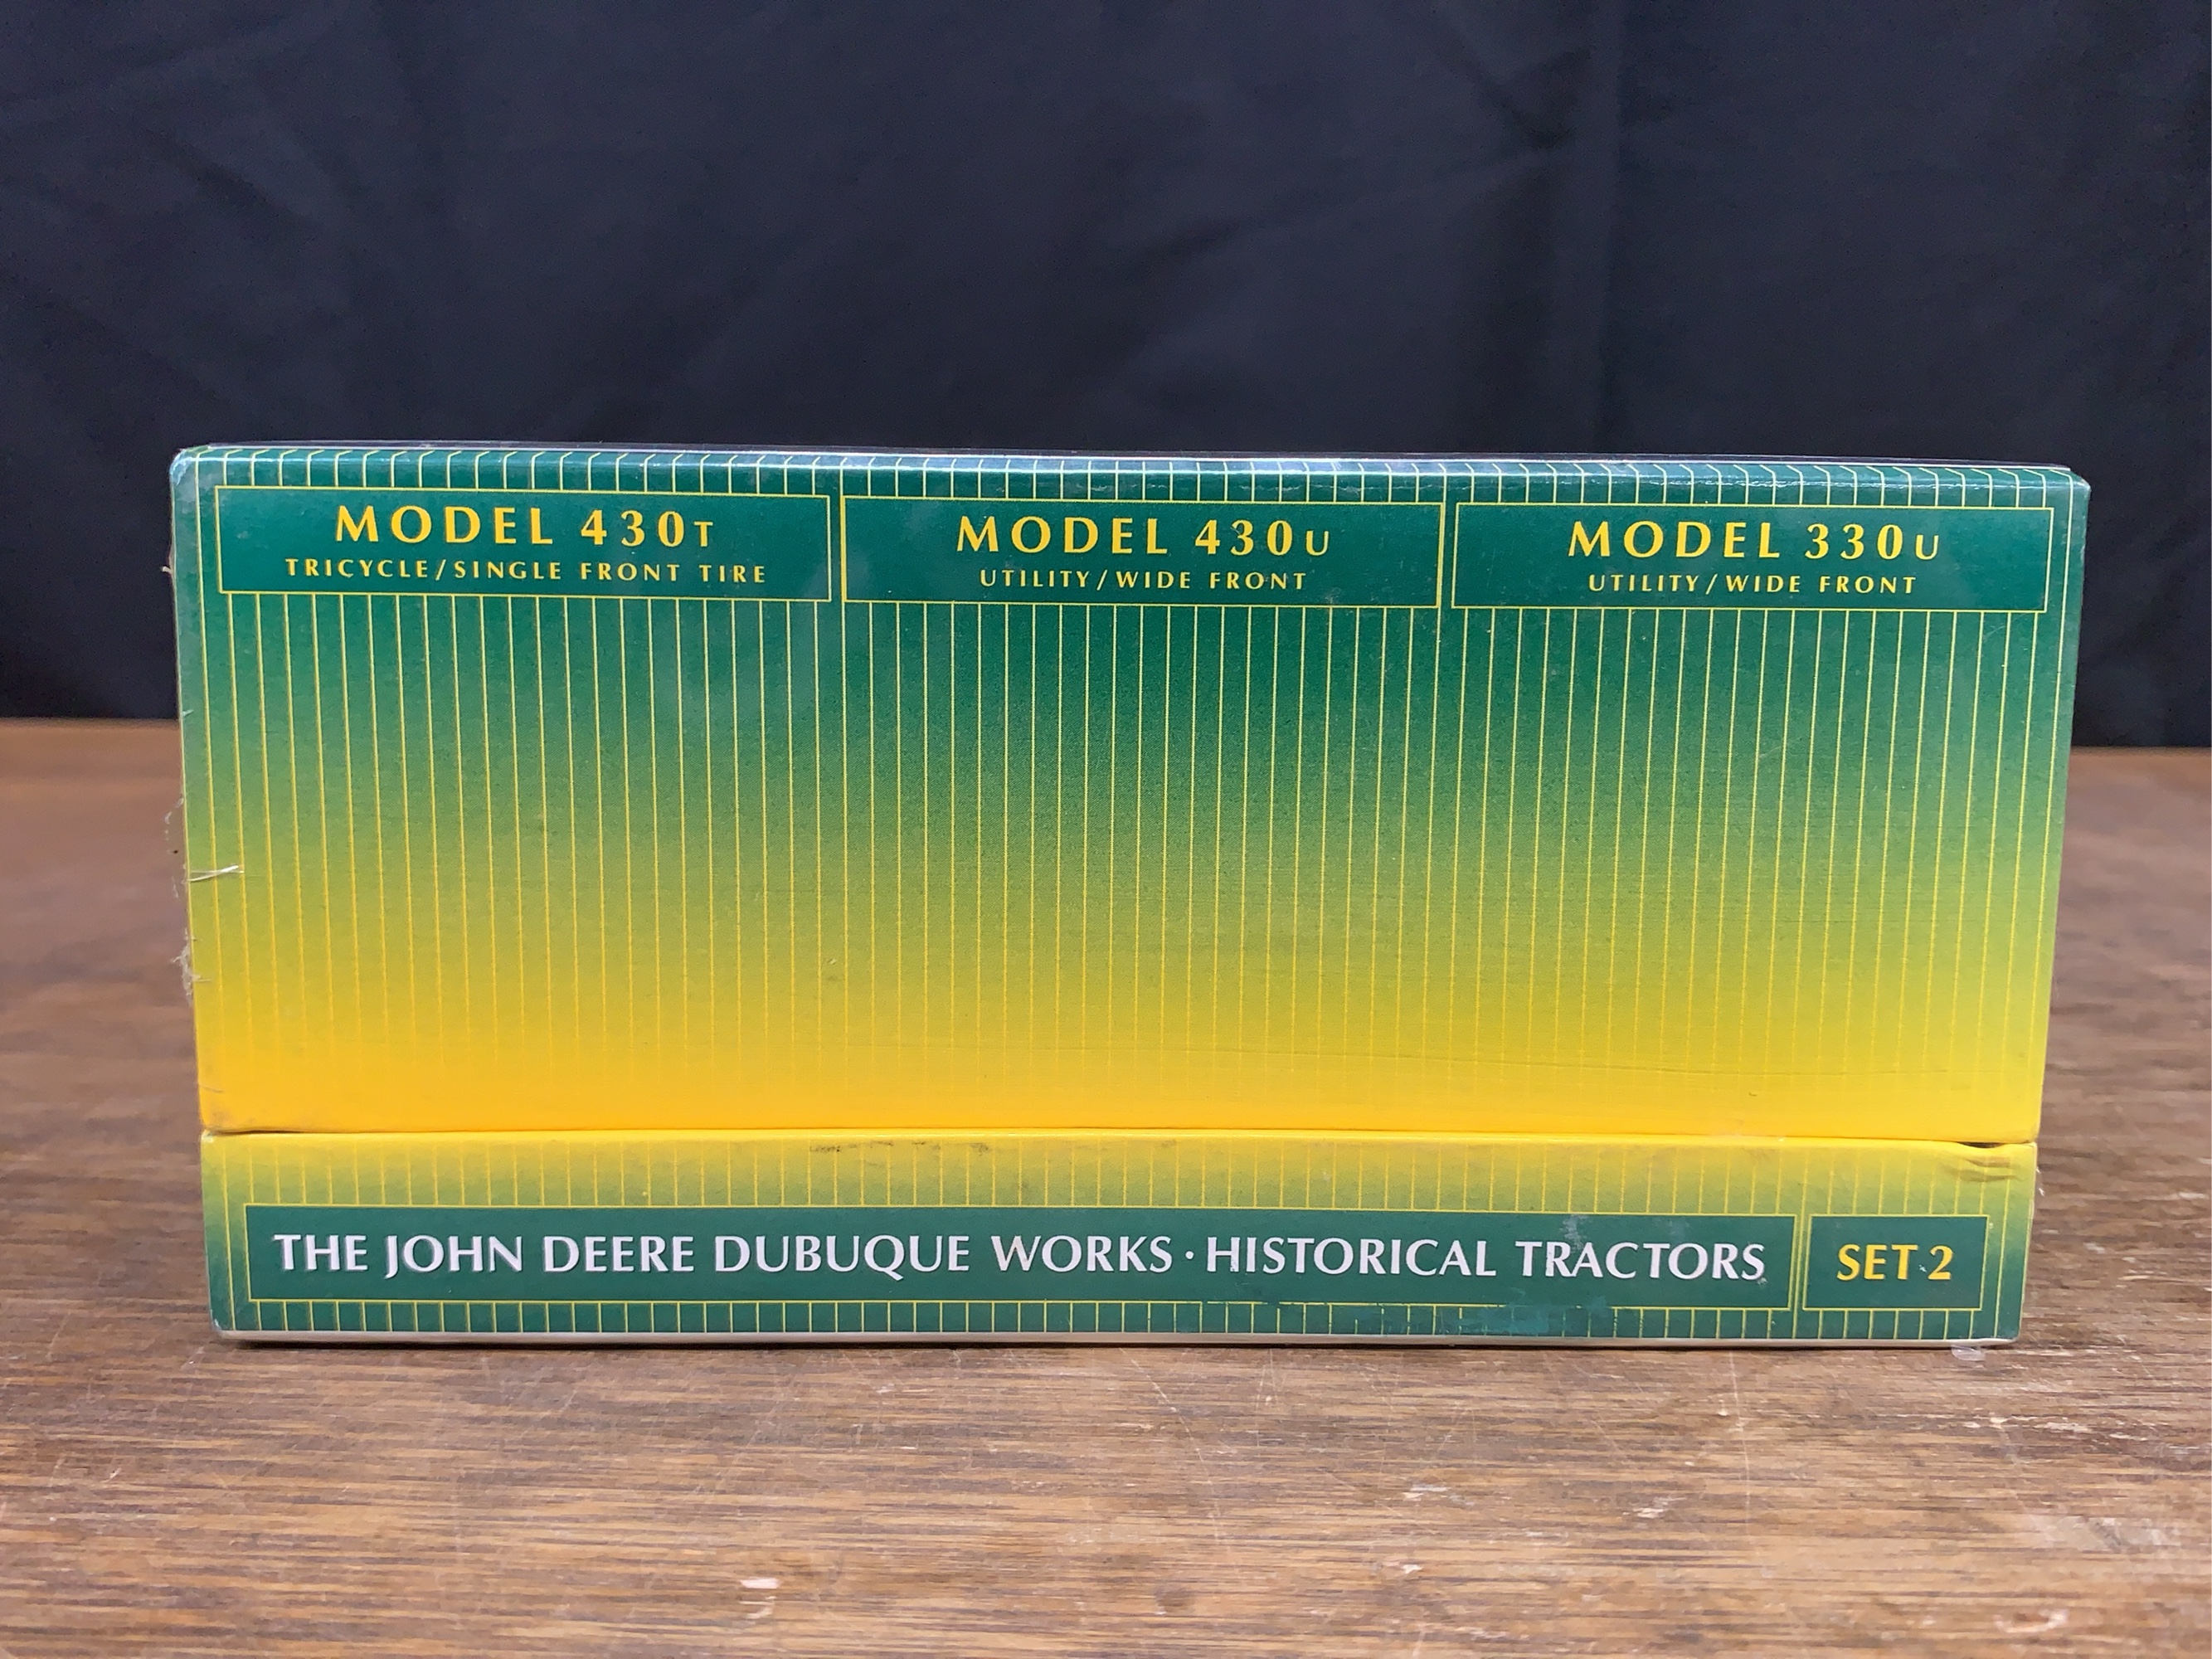 MODEL 430T
TRICYCLE/SINGLE FRONT TIRE
MODEL 430U
UTILITY/WIDE FRONT
MODEL 330U
UTILITY/WIDE FRONT
THE JOHN DEERE DUBUQUE WORKS · HISTORICAL TRACTORS
SET 2